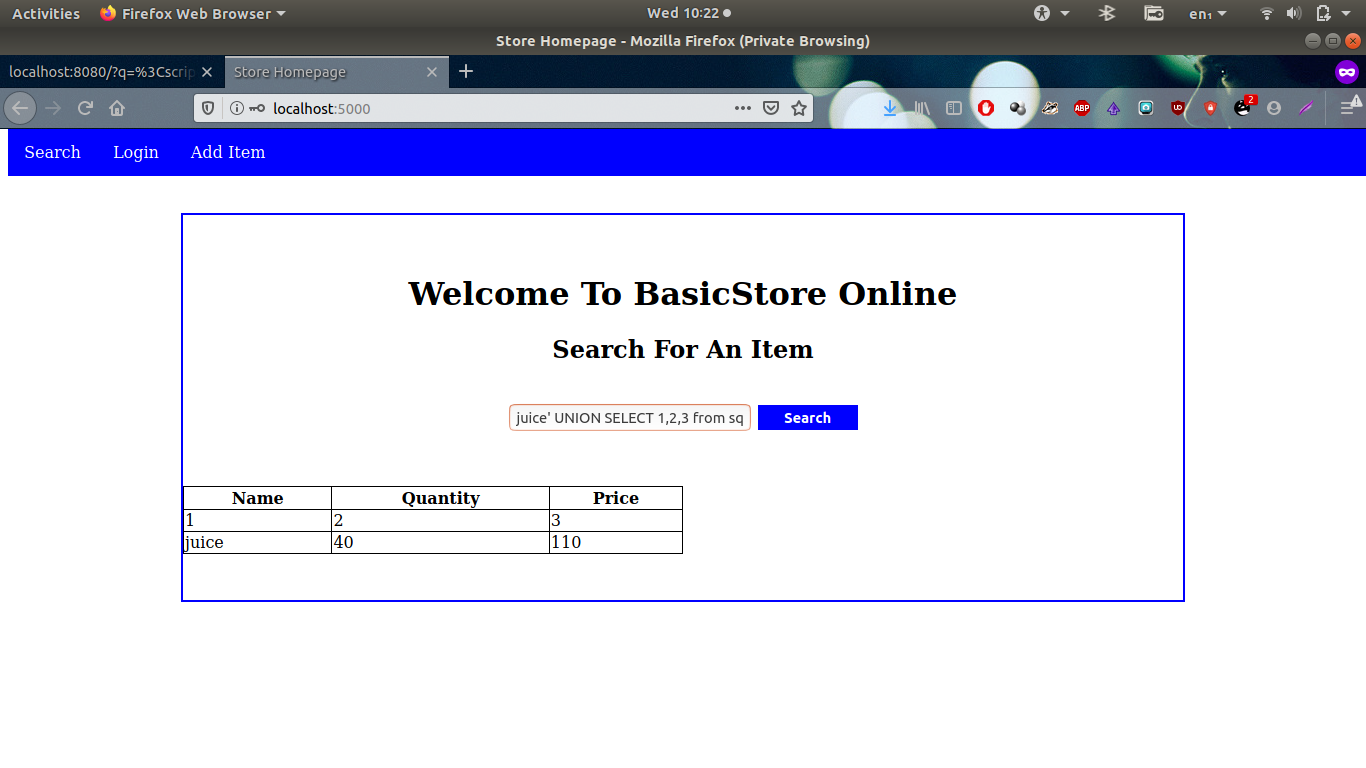 Activities Firefox Web Browser Wed 10:22 en₁
Store Homepage - Mozilla Firefox (Private Browsing)
localhost:8080/?q=%3Cscrip Store Homepage
localhost:5000 ABP UD 2
Search Login Add Item
Welcome To BasicStore Online
Search For An Item
juice' UNION SELECT 1,2,3 from sq Search
Name Quantity Price
1 2 3
juice 40 110